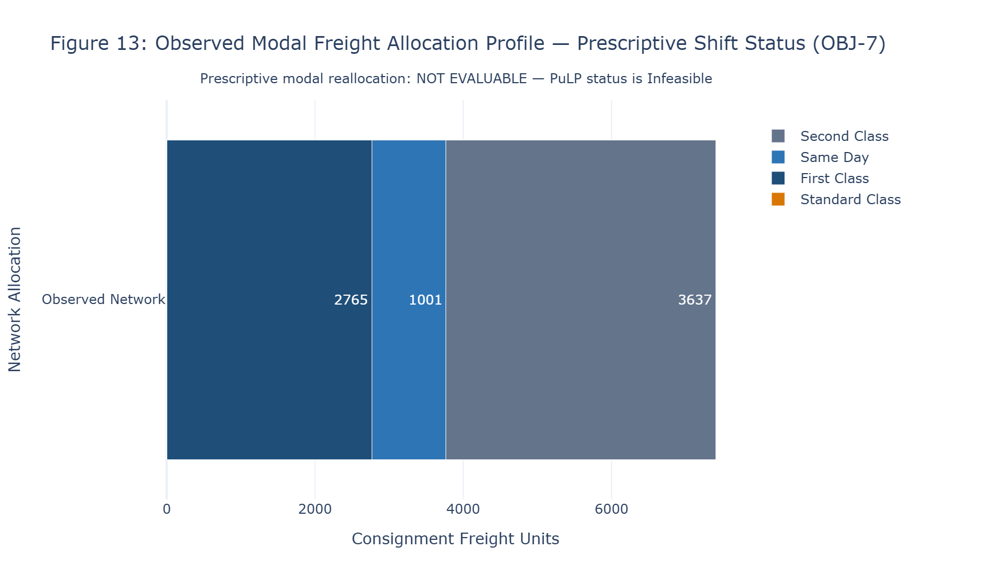 Figure 13: Observed Modal Freight Allocation Profile — Prescriptive Shift Status (OBJ-7)
Prescriptive modal reallocation: NOT EVALUABLE — PuLP status is Infeasible
Second Class
Same Day
First Class
Standard Class
Network Allocation
Observed Network
2765
1001
3637
0
2000
4000
6000
Consignment Freight Units